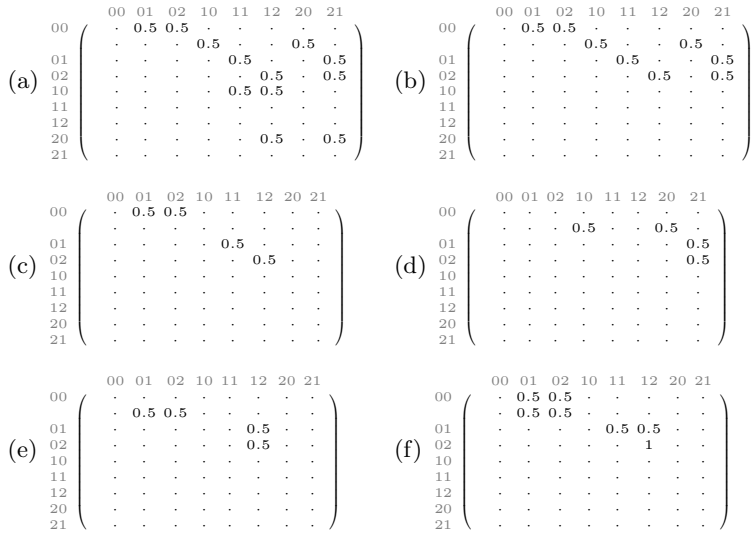 00 01 02 10 11 12 20 21
00 · 0.5 0.5 · · · · ·
· · · 0.5 · · 0.5 ·
01 · · · · 0.5 · · 0.5
(a) 02 · · · · · 0.5 · 0.5
10 · · · · 0.5 0.5 · ·
11 · · · · · · · ·
12 · · · · · · · ·
20 · · · · · 0.5 · 0.5
21 · · · · · · · ·
00 01 02 10 11 12 20 21
00 · 0.5 0.5 · · · · ·
· · · 0.5 · · 0.5 ·
01 · · · · 0.5 · · 0.5
(b) 02 · · · · · 0.5 · 0.5
10 · · · · · · · ·
11 · · · · · · · ·
12 · · · · · · · ·
20 · · · · · · · ·
21 · · · · · · · ·
00 01 02 10 11 12 20 21
00 · 0.5 0.5 · · · · ·
· · · · · · · ·
01 · · · · 0.5 · · ·
(c) 02 · · · · · 0.5 · ·
10 · · · · · · · ·
11 · · · · · · · ·
12 · · · · · · · ·
20 · · · · · · · ·
21 · · · · · · · ·
00 01 02 10 11 12 20 21
00 · · · · · · · ·
· · · 0.5 · · 0.5 ·
01 · · · · · · · 0.5
(d) 02 · · · · · · · 0.5
10 · · · · · · · ·
11 · · · · · · · ·
12 · · · · · · · ·
20 · · · · · · · ·
21 · · · · · · · ·
00 01 02 10 11 12 20 21
00 · · · · · · · ·
· 0.5 0.5 · · · · ·
01 · · · · · 0.5 · ·
(e) 02 · · · · · 0.5 · ·
10 · · · · · · · ·
11 · · · · · · · ·
12 · · · · · · · ·
20 · · · · · · · ·
21 · · · · · · · ·
00 01 02 10 11 12 20 21
00 · 0.5 0.5 · · · · ·
· 0.5 0.5 · · · · ·
01 · · · · 0.5 0.5 · ·
(f) 02 · · · · · 1 · ·
10 · · · · · · · ·
11 · · · · · · · ·
12 · · · · · · · ·
20 · · · · · · · ·
21 · · · · · · · ·